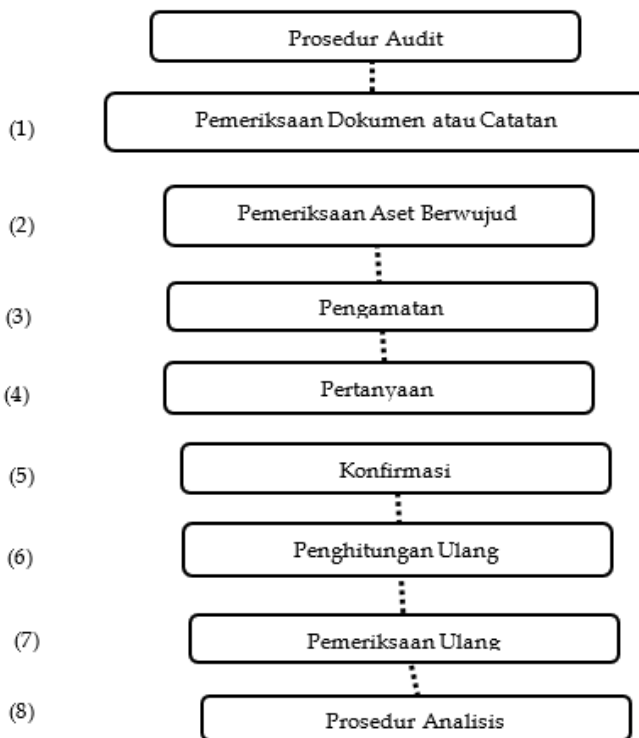 Prosedur Audit
(1) Pemeriksaan Dokumen atau Catatan
(2) Pemeriksaan Aset Berwujud
(3) Pengamatan
(4) Pertanyaan
(5) Konfirmasi
(6) Penghitungan Ulang
(7) Pemeriksaan Ulang
(8) Prosedur Analisis